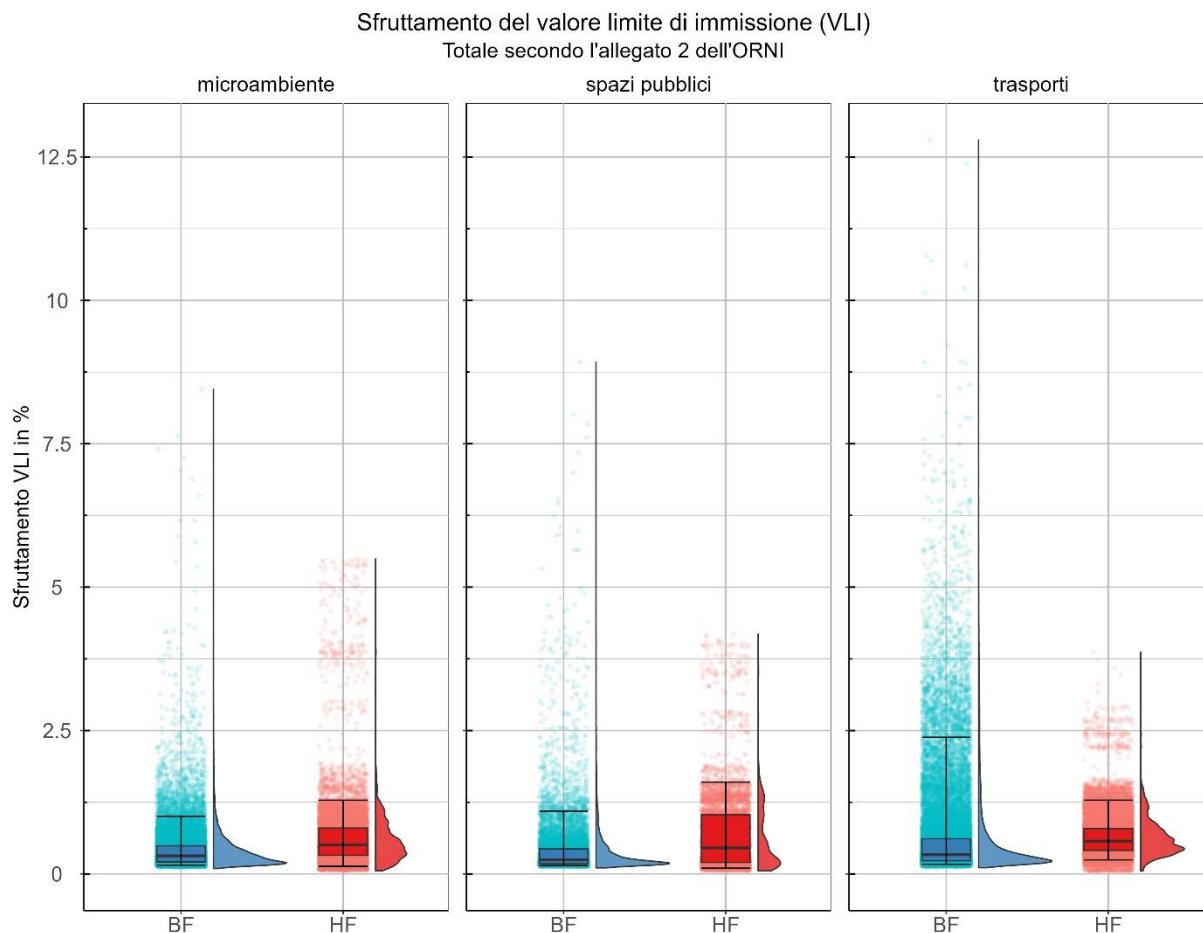 Sfruttamento del valore limite di immissione (VLI)
Totale secondo l'allegato 2 dell'ORNI
microambiente
spazi pubblici
trasporti
Sfruttamento VLI in %
12.5
10
7.5
5
2.5
0
BF
HF
BF
HF
BF
HF